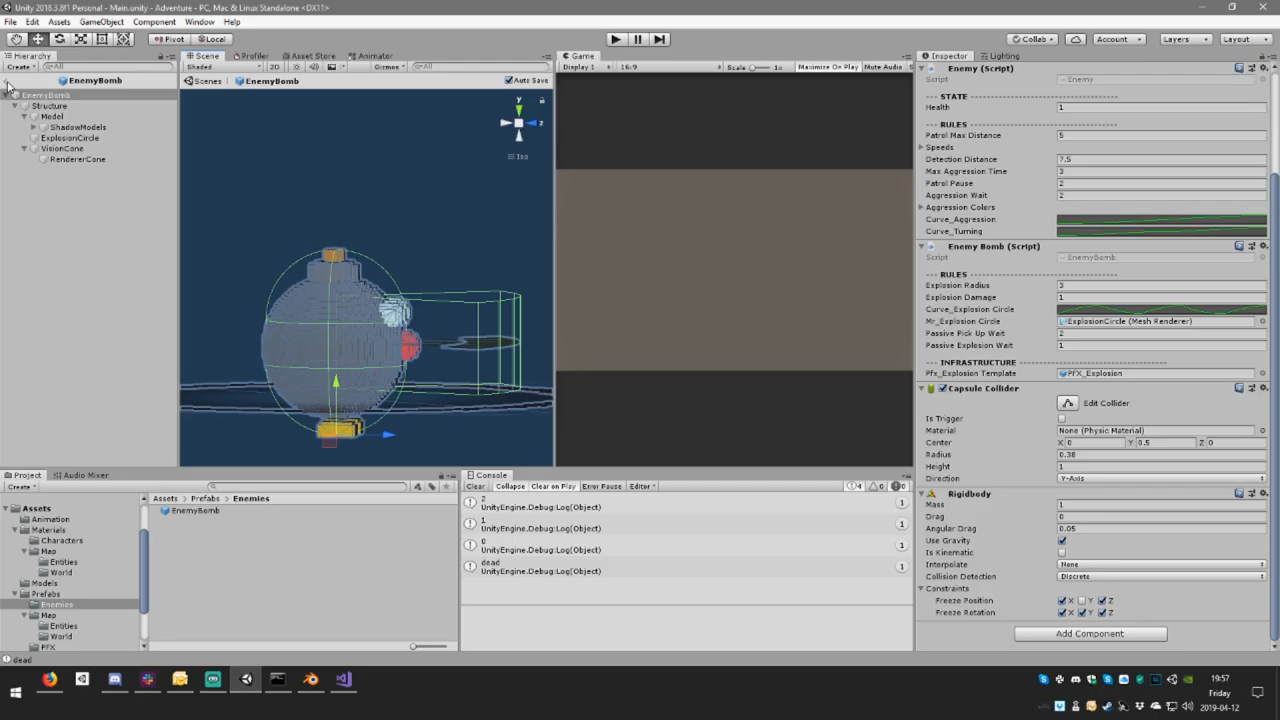 Unity 2018.3.8f1 Personal - Main.unity - Adventure - PC, Mac & Linux Standalone <DX11>
File Edit Assets GameObject Component Window Help
Pivot Local Collab Account Layers Layout
Hierarchy
Create All
EnemyBomb
EnemyBomb
Structure
Model
ShadowModels
ExplosionCircle
VisionCone
RendererCone
Scene Profiler Asset Store Animator
Shaded 2D Gizmos All
Scenes EnemyBomb Auto Save
y
z
Iso
Game
Display 1 16:9 Scale 1x Maximize On Play Mute Audio
Inspector Lighting
Enemy (Script)
Script Enemy
--- STATE
Health 1
--- RULES
Patrol Max Distance 5
Speeds
Detection Distance 7.5
Max Aggression Time 3
Patrol Pause 2
Aggression Wait 2
Aggression Colors
Curve_Aggression
Curve_Turning
Enemy Bomb (Script)
Script EnemyBomb
--- RULES
Explosion Radius 3
Explosion Damage 1
Curve_Explosion Circle
Mr_Explosion Circle ExplosionCircle (Mesh Renderer)
Passive Pick Up Wait 2
Passive Explosion Wait 1
--- INFRASTRUCTURE
Pfx_Explosion Template PFX_Explosion
Capsule Collider
Edit Collider
Is Trigger
Material None (Physic Material)
Center X 0 Y 0.5 Z 0
Radius 0.38
Height 1
Direction Y-Axis
Rigidbody
Mass 1
Drag 0
Angular Drag 0.05
Use Gravity
Is Kinematic
Interpolate None
Collision Detection Discrete
Constraints
Freeze Position X Y Z
Freeze Rotation X Y Z
Add Component
Project Audio Mixer
Create
Assets
Animation
Materials
Characters
Map
Entities
World
Models
Prefabs
Enemies
Map
Entities
World
PFX
Assets Prefabs Enemies
EnemyBomb
Console
Clear Collapse Clear on Play Error Pause Editor 4 0 0
2
UnityEngine.Debug:Log(Object) 1
1
UnityEngine.Debug:Log(Object) 1
0
UnityEngine.Debug:Log(Object) 1
dead
UnityEngine.Debug:Log(Object) 1
dead
19:57
Friday
2019-04-12